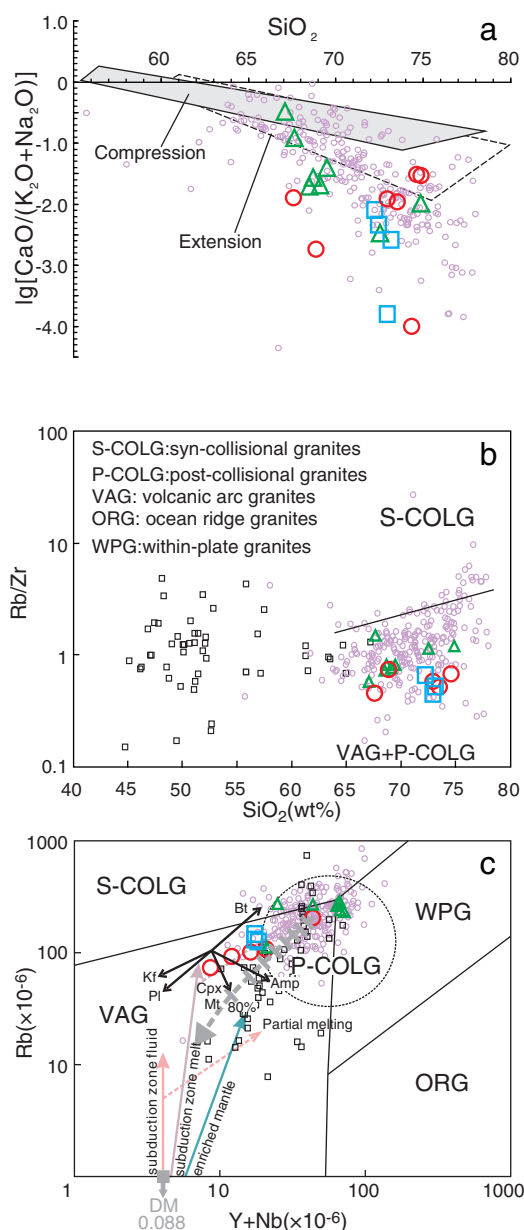 SiO2
a
60 65 70 75 80
1.0
0
-1.0
-2.0
-3.0
-4.0
lg[CaO/(K2O+Na2O)]
Compression
Extension
b
S-COLG:syn-collisional granites
P-COLG:post-collisional granites
VAG: volcanic arc granites
ORG: ocean ridge granites
WPG:within-plate granites
S-COLG
VAG+P-COLG
100
10
1
0.1
Rb/Zr
40 45 50 55 60 65 70 75 80
SiO2(wt%)
c
1000
100
10
1
Rb(×10-6)
S-COLG
WPG
P-COLG
VAG
ORG
Bt
Kf
Pl
Cpx
Mt
80%
Amp
Partial melting
subduction zone fluid
subduction zone melt
enriched mantle
DM
0.088
1 10 100 1000
Y+Nb(×10-6)